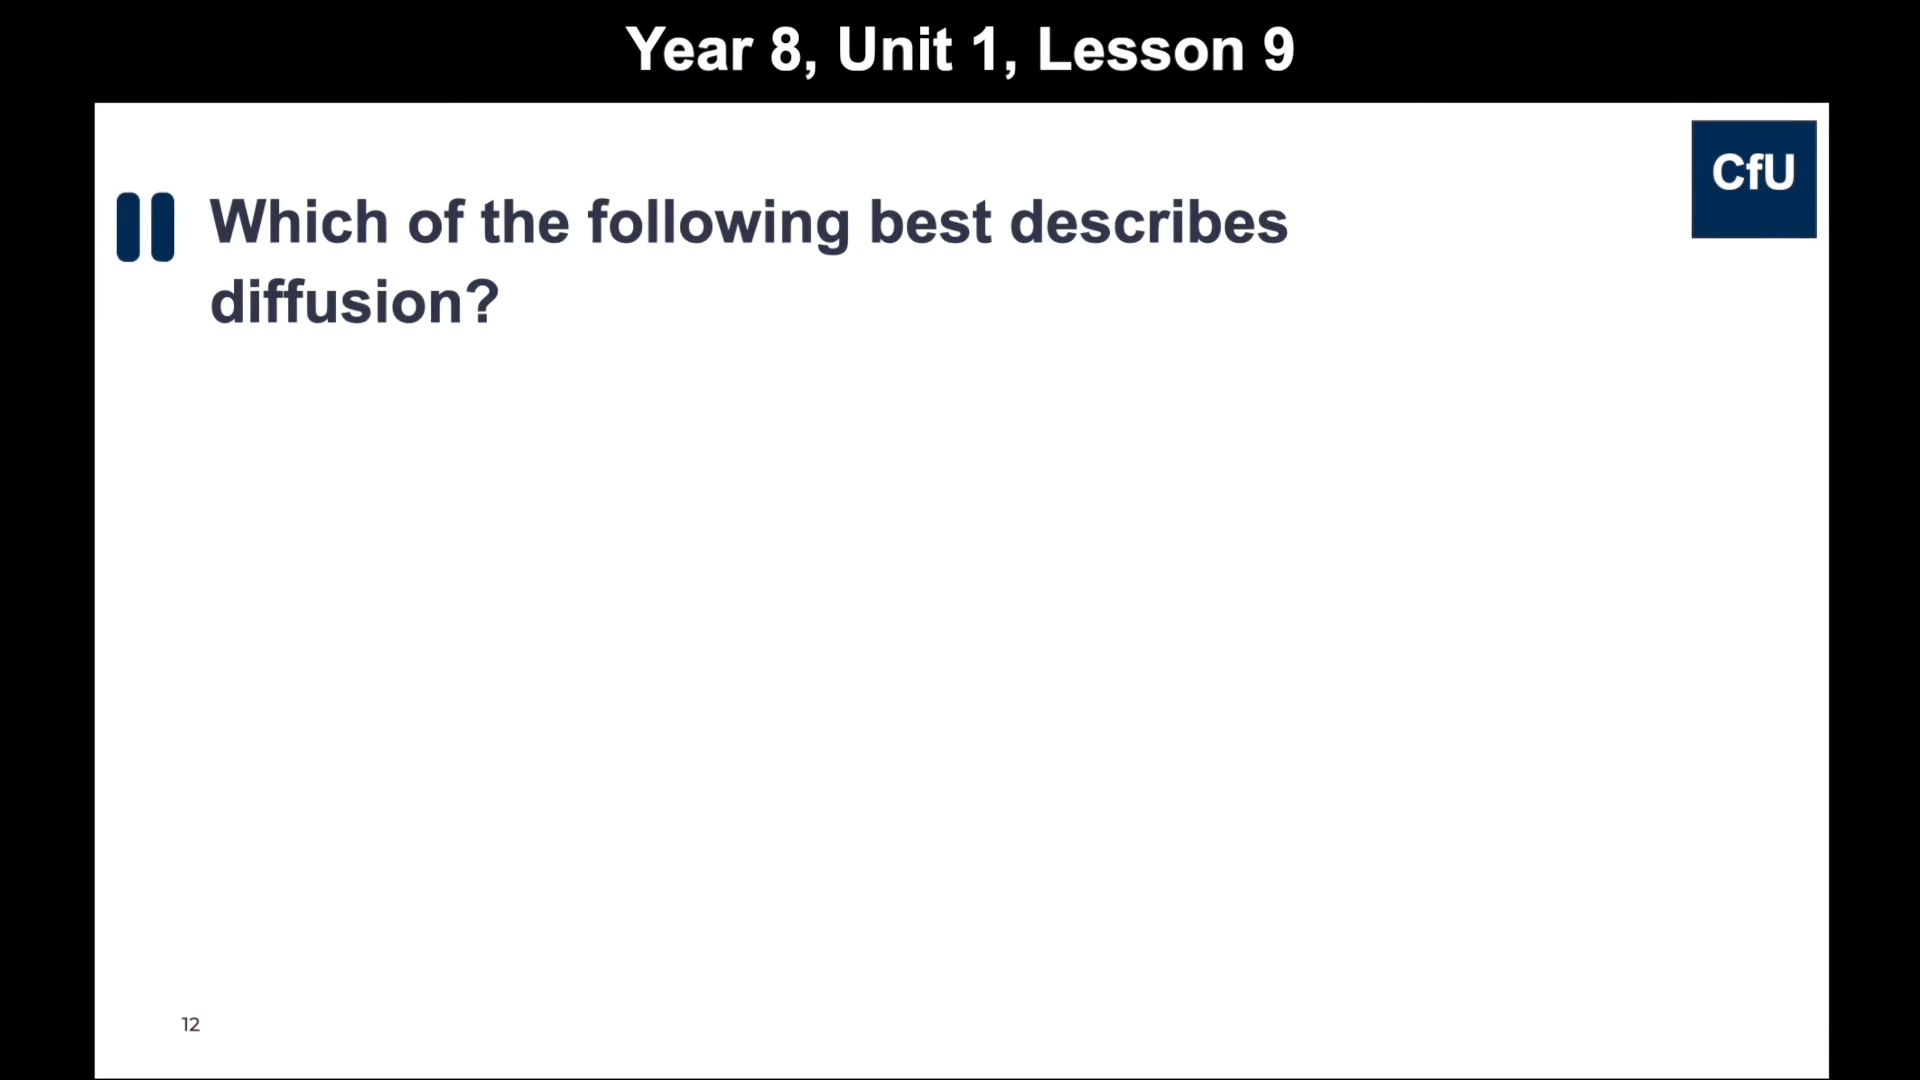 Year 8, Unit 1, Lesson 9
CfU
Which of the following best describes
diffusion?
12